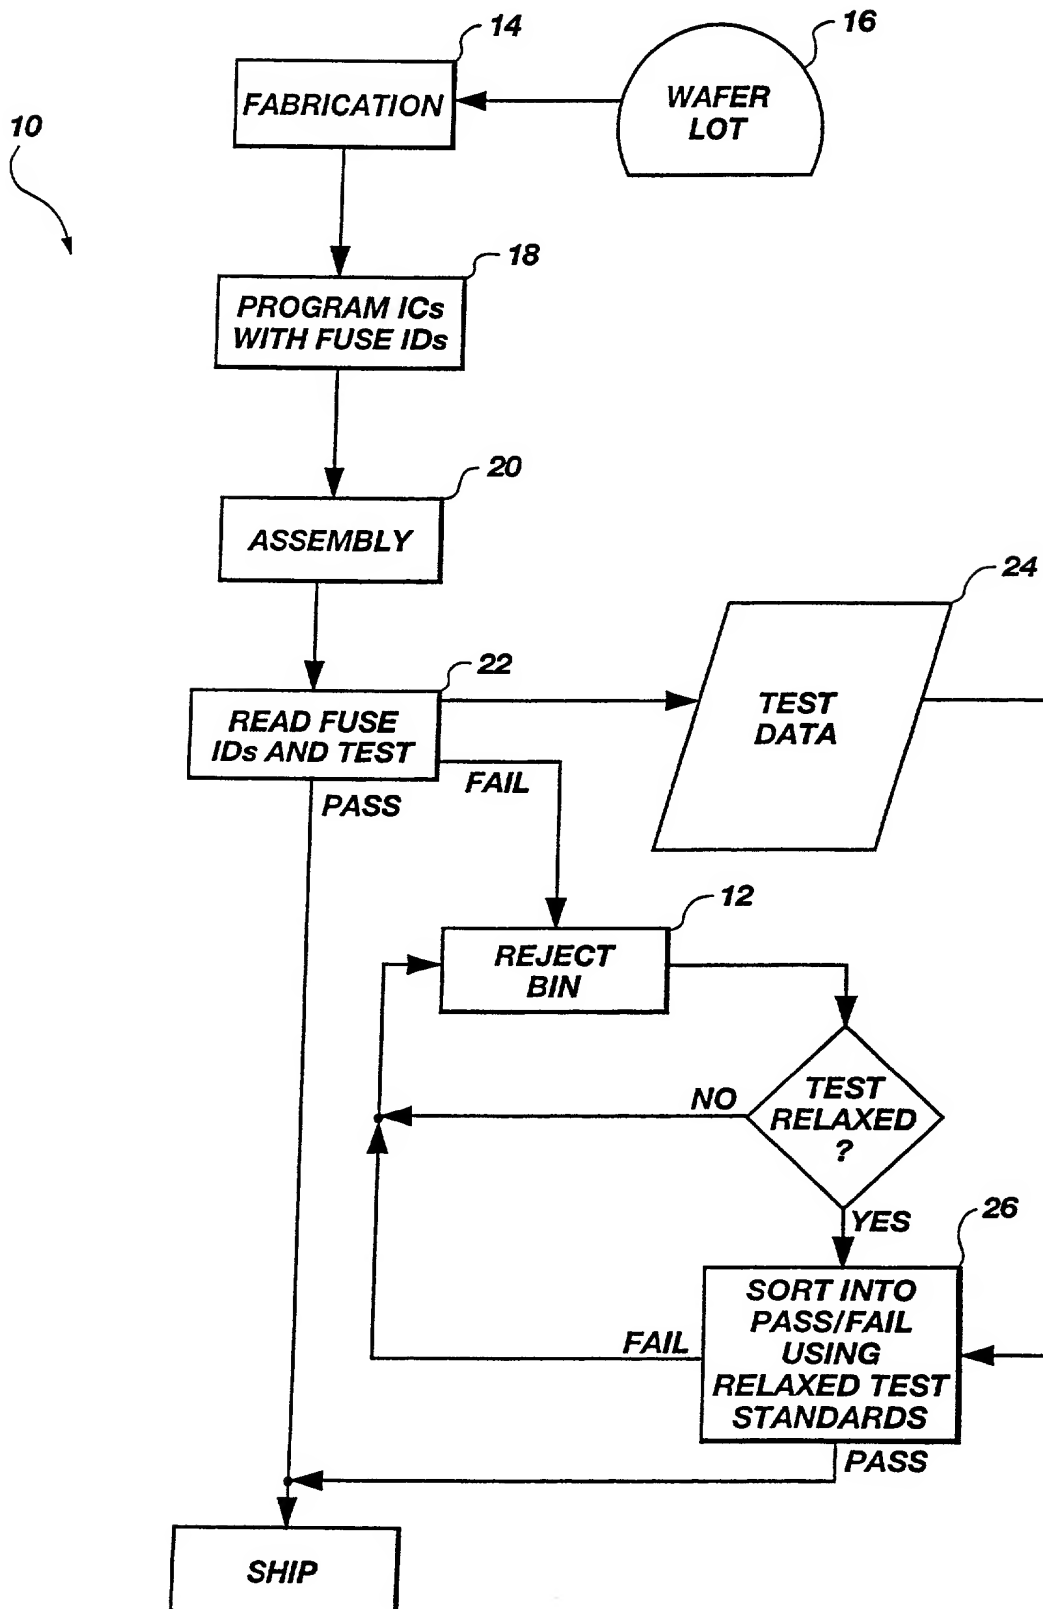 14
16
FABRICATION
WAFER
LOT
10
18
PROGRAM ICs
WITH FUSE IDs
20
ASSEMBLY
24
22
READ FUSE
IDs AND TEST
TEST
DATA
FAIL
PASS
12
REJECT
BIN
TEST
RELAXED
?
NO
YES
26
SORT INTO
PASS/FAIL
USING
RELAXED TEST
STANDARDS
FAIL
PASS
SHIP